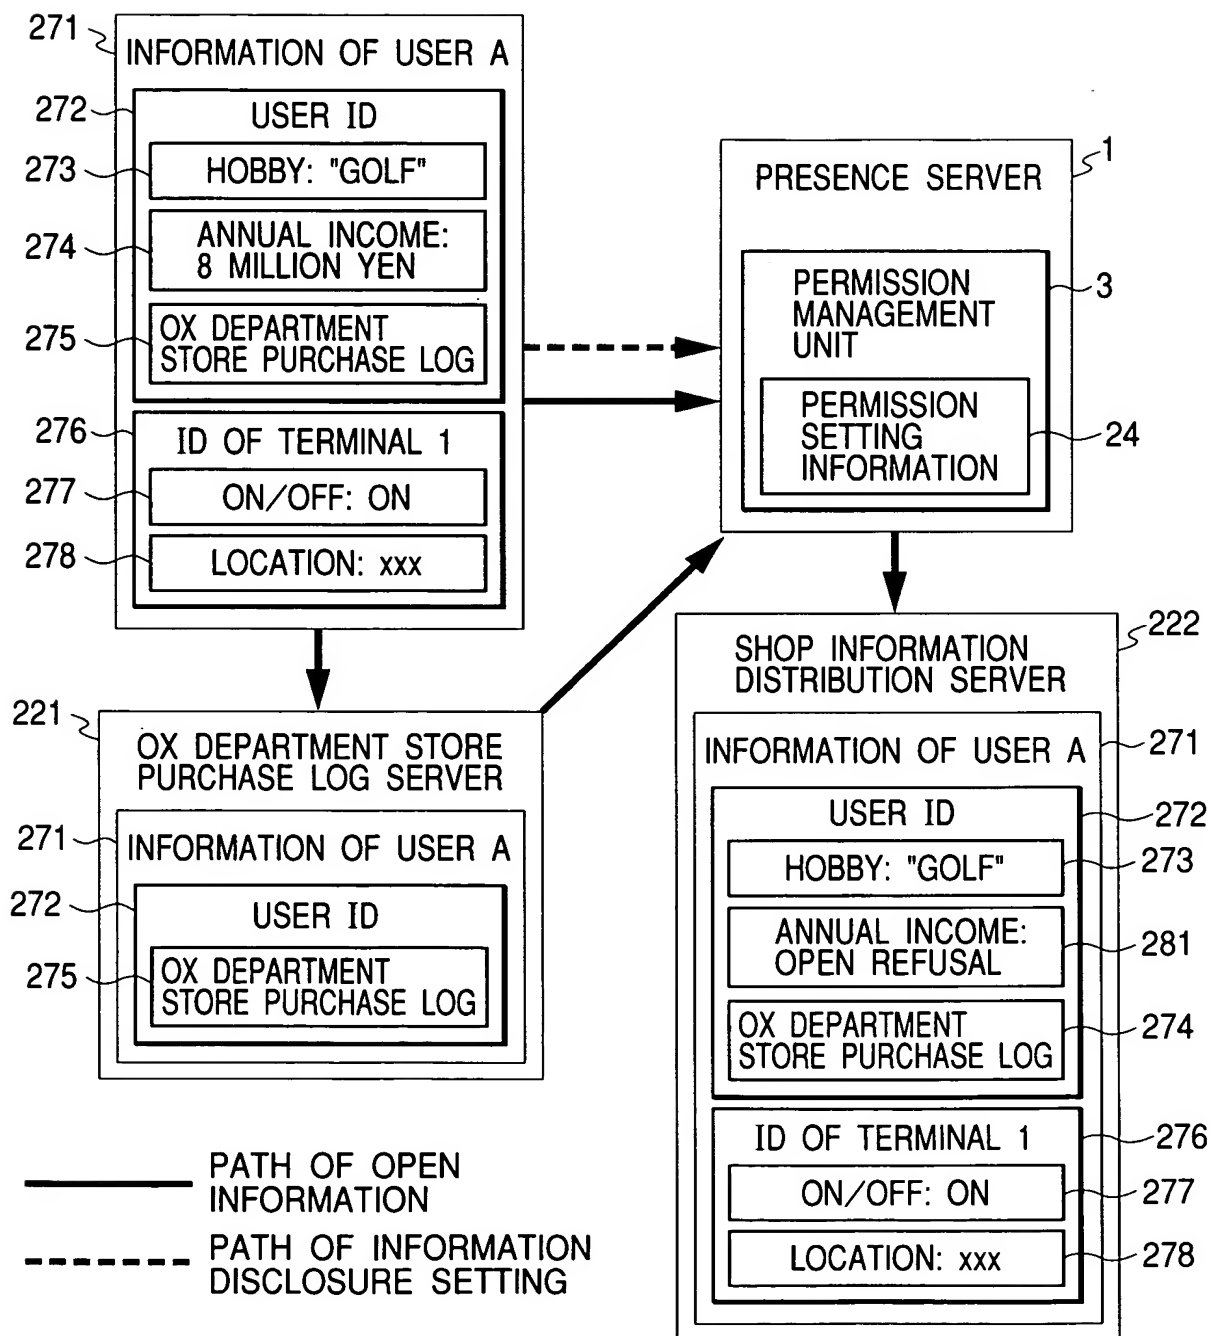 271
INFORMATION OF USER A
272
USER ID
273
HOBBY: "GOLF"
274
ANNUAL INCOME:
8 MILLION YEN
275
OX DEPARTMENT
STORE PURCHASE LOG
276
ID OF TERMINAL 1
277
ON/OFF: ON
278
LOCATION: xxx
1
PRESENCE SERVER
3
PERMISSION
MANAGEMENT
UNIT
24
PERMISSION
SETTING
INFORMATION
221
OX DEPARTMENT STORE
PURCHASE LOG SERVER
271
INFORMATION OF USER A
272
USER ID
275
OX DEPARTMENT
STORE PURCHASE LOG
222
SHOP INFORMATION
DISTRIBUTION SERVER
271
INFORMATION OF USER A
272
USER ID
273
HOBBY: "GOLF"
281
ANNUAL INCOME:
OPEN REFUSAL
274
OX DEPARTMENT
STORE PURCHASE LOG
276
ID OF TERMINAL 1
277
ON/OFF: ON
278
LOCATION: xxx
PATH OF OPEN
INFORMATION
PATH OF INFORMATION
DISCLOSURE SETTING